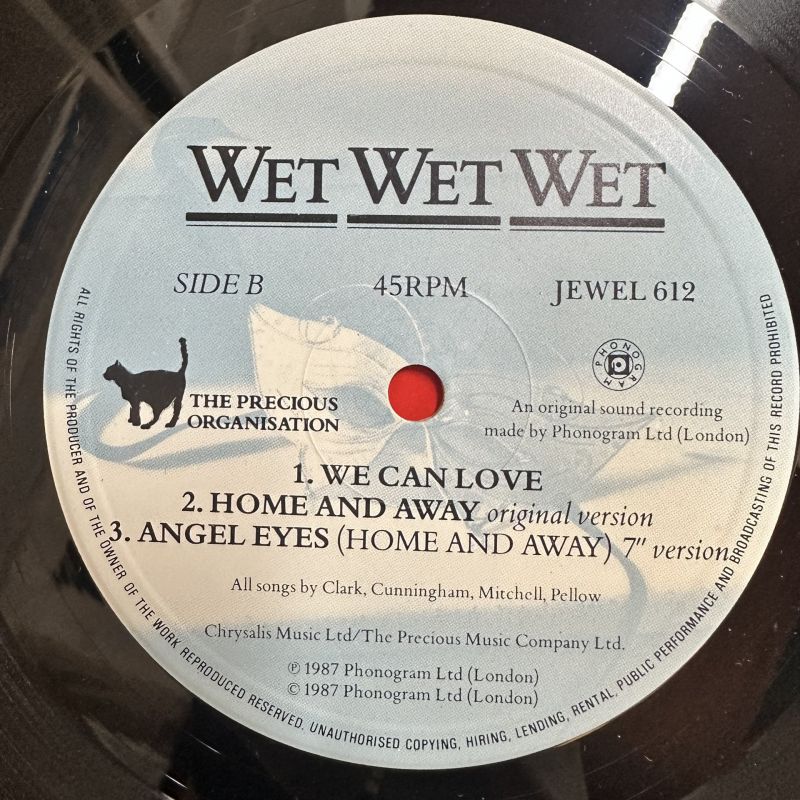 WET WET WET
SIDE B 45RPM JEWEL 612
PHONOGRAM
THE PRECIOUS
ORGANISATION
An original sound recording
made by Phonogram Ltd (London)
1. WE CAN LOVE
2. HOME AND AWAY original version
3. ANGEL EYES (HOME AND AWAY) 7" version
All songs by Clark, Cunningham, Mitchell, Pellow
Chrysalis Music Ltd/The Precious Music Company Ltd.
℗ 1987 Phonogram Ltd (London)
© 1987 Phonogram Ltd (London)
ALL RIGHTS OF THE PRODUCER AND OF THE OWNER OF THE WORK REPRODUCED RESERVED. UNAUTHORISED COPYING, HIRING, LENDING, RENTAL, PUBLIC PERFORMANCE AND BROADCASTING OF THIS RECORD PROHIBITED